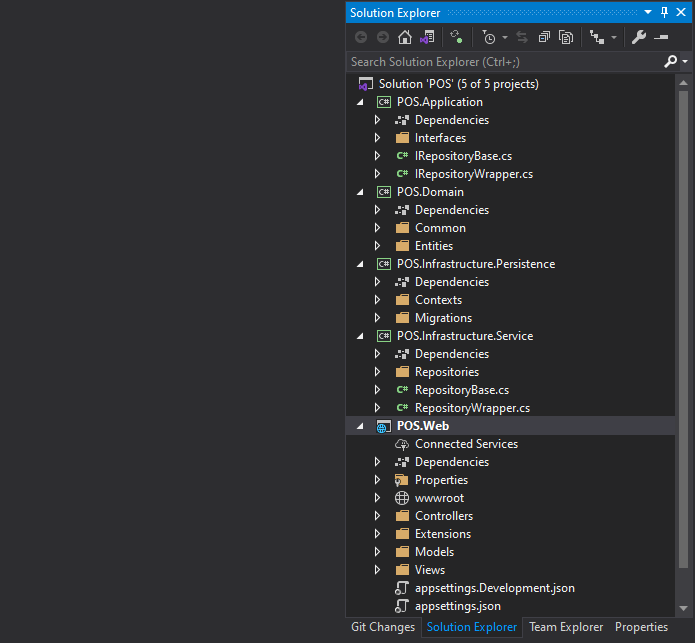 Solution Explorer
Search Solution Explorer (Ctrl+;)
Solution 'POS' (5 of 5 projects)
C# POS.Application
Dependencies
Interfaces
C# IRepositoryBase.cs
C# IRepositoryWrapper.cs
C# POS.Domain
Dependencies
Common
Entities
C# POS.Infrastructure.Persistence
Dependencies
Contexts
Migrations
C# POS.Infrastructure.Service
Dependencies
Repositories
C# RepositoryBase.cs
C# RepositoryWrapper.cs
POS.Web
Connected Services
Dependencies
Properties
wwwroot
Controllers
Extensions
Models
Views
appsettings.Development.json
appsettings.json
Git Changes Solution Explorer Team Explorer Properties